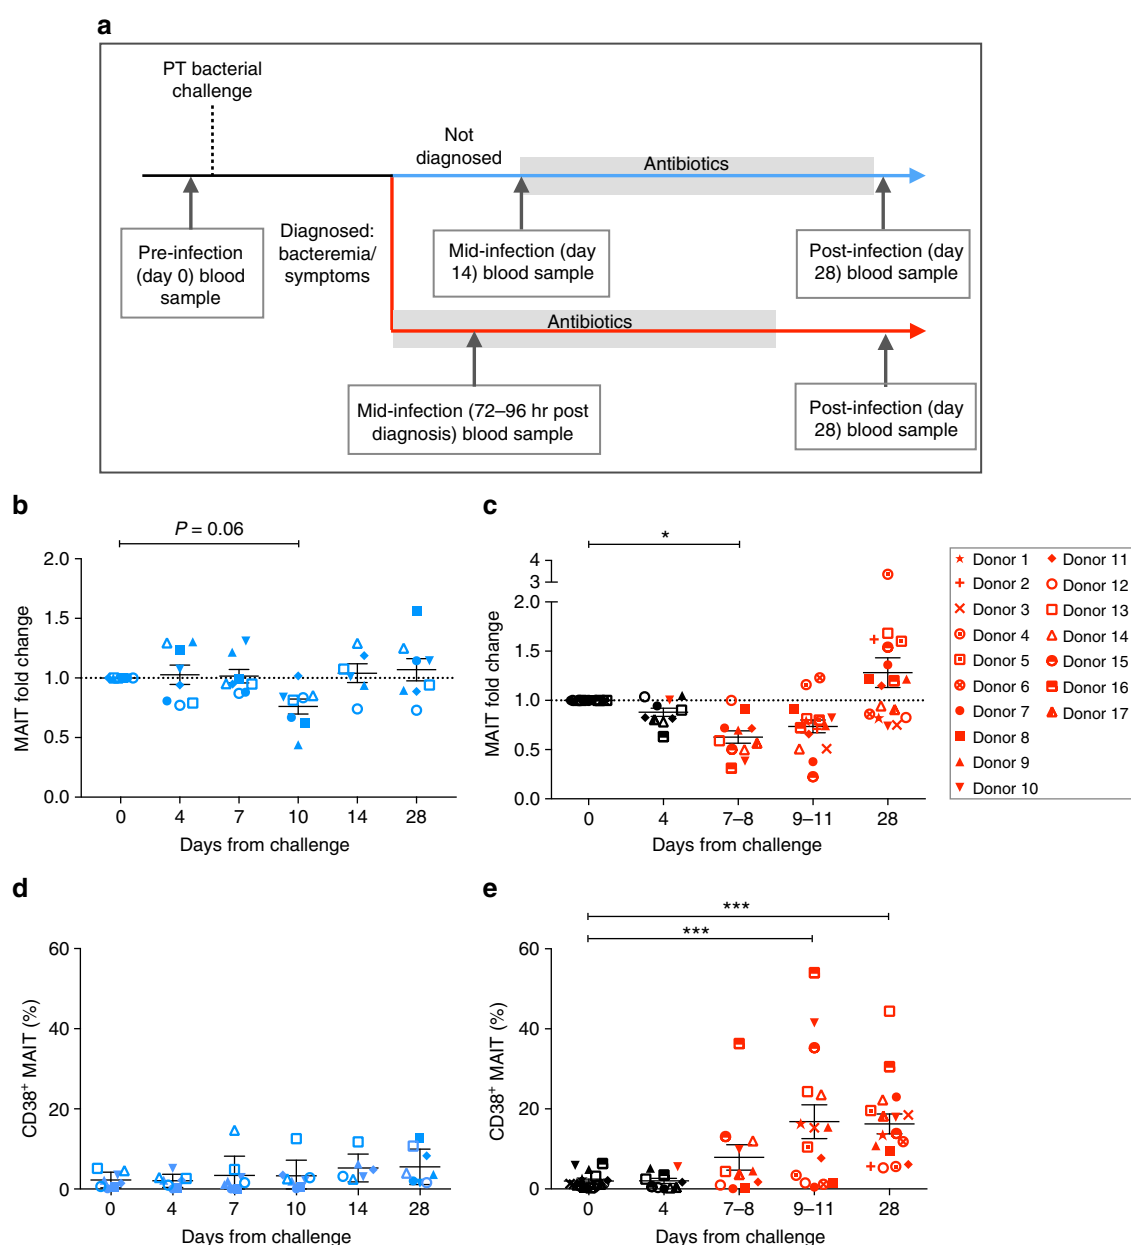 a
PT bacterial
challenge
Not
diagnosed
Antibiotics
Pre-infection
(day 0) blood
sample
Diagnosed:
bacteremia/
symptoms
Mid-infection (day
14) blood sample
Post-infection (day
28) blood sample
Antibiotics
Mid-infection (72–96 hr post
diagnosis) blood sample
Post-infection (day
28) blood sample
b
P = 0.06
MAIT fold change
2.0
1.5
1.0
0.5
0.0
0 4 7 10 14 28
Days from challenge
c
*
MAIT fold change
4
3
2.0
1.0
0.5
0.0
0 4 7–8 9–11 28
Days from challenge
Donor 1
Donor 2
Donor 3
Donor 4
Donor 5
Donor 6
Donor 7
Donor 8
Donor 9
Donor 10
Donor 11
Donor 12
Donor 13
Donor 14
Donor 15
Donor 16
Donor 17
d
CD38+ MAIT (%)
60
40
20
0
0 4 7 10 14 28
Days from challenge
e
***
***
CD38+ MAIT (%)
60
40
20
0
0 4 7–8 9–11 28
Days from challenge